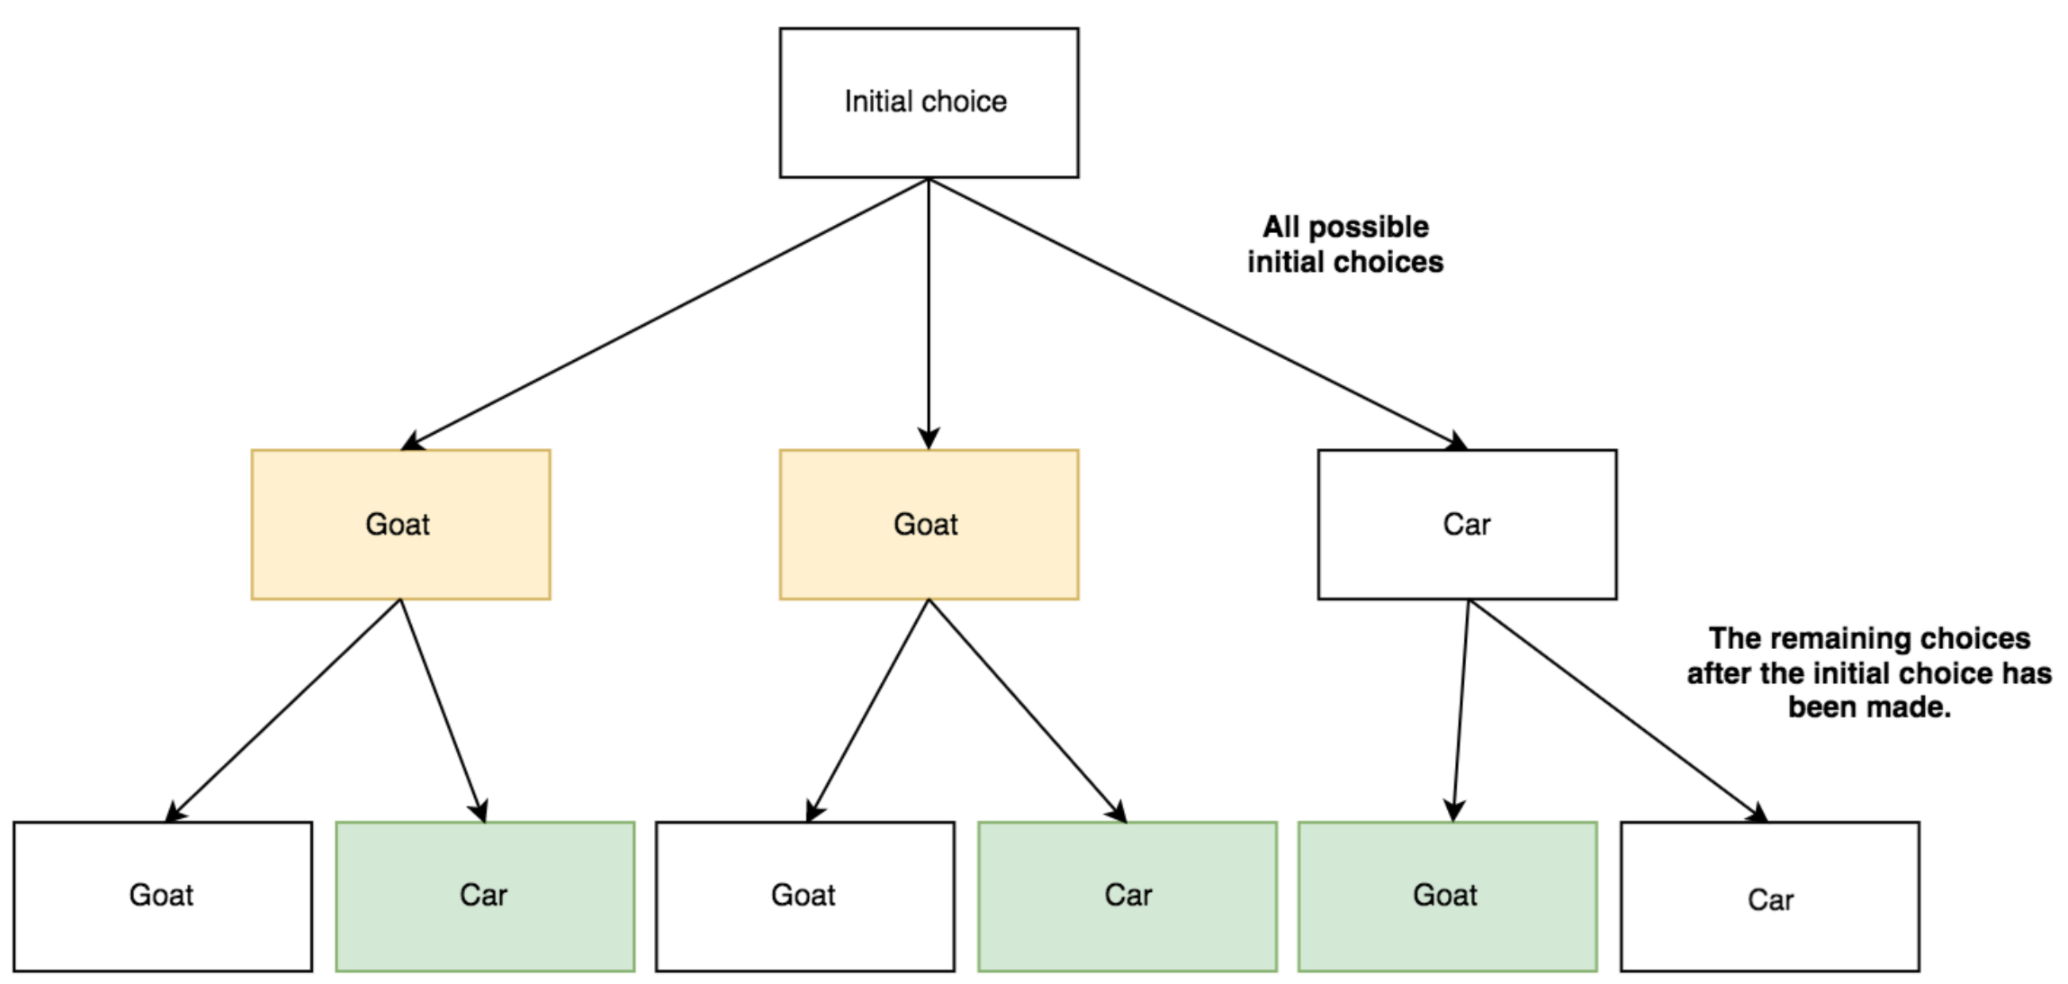 Initial choice
All possible
initial choices
Goat
Goat
Car
The remaining choices
after the initial choice has
been made.
Goat
Car
Goat
Car
Goat
Car